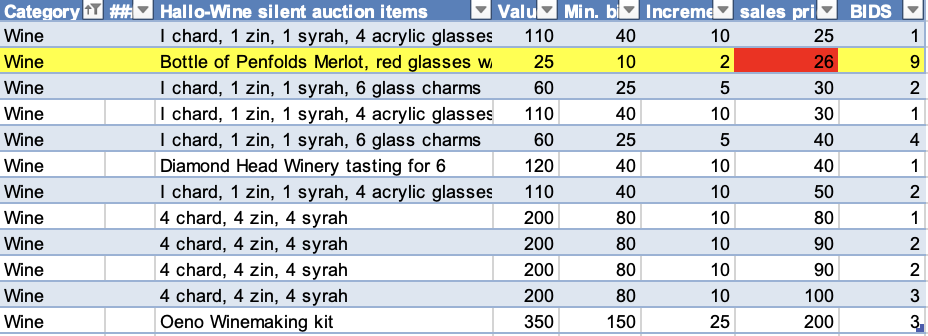 Category ## Hallo-Wine silent auction items Valu Min. bi Increme sales pri BIDS
Wine I chard, 1 zin, 1 syrah, 4 acrylic glasses 110 40 10 25 1
Wine Bottle of Penfolds Merlot, red glasses w/ 25 10 2 26 9
Wine I chard, 1 zin, 1 syrah, 6 glass charms 60 25 5 30 2
Wine I chard, 1 zin, 1 syrah, 4 acrylic glasses 110 40 10 30 1
Wine I chard, 1 zin, 1 syrah, 6 glass charms 60 25 5 40 4
Wine Diamond Head Winery tasting for 6 120 40 10 40 1
Wine I chard, 1 zin, 1 syrah, 4 acrylic glasses 110 40 10 50 2
Wine 4 chard, 4 zin, 4 syrah 200 80 10 80 1
Wine 4 chard, 4 zin, 4 syrah 200 80 10 90 2
Wine 4 chard, 4 zin, 4 syrah 200 80 10 90 2
Wine 4 chard, 4 zin, 4 syrah 200 80 10 100 3
Wine Oeno Winemaking kit 350 150 25 200 3